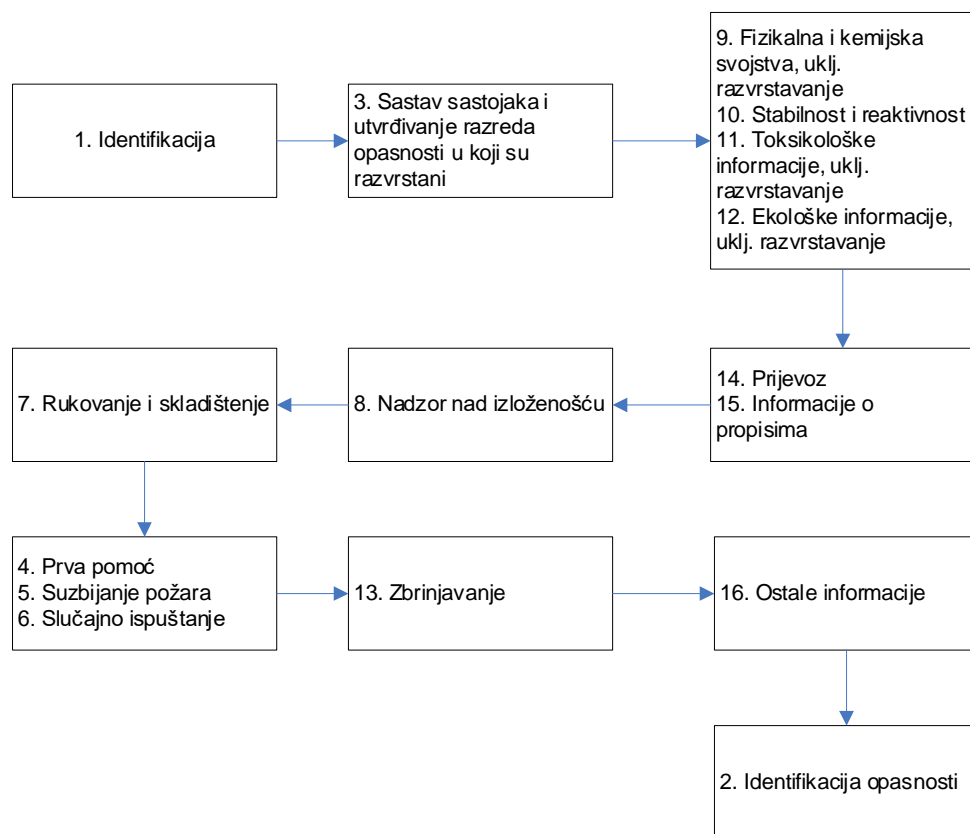 1. Identifikacija
3. Sastav sastojaka i
utvrđivanje razreda
opasnosti u koji su
razvrstani
9. Fizikalna i kemijska
svojstva, uklj.
razvrstavanje
10. Stabilnost i reaktivnost
11. Toksikološke
informacije, uklj.
razvrstavanje
12. Ekološke informacije,
uklj. razvrstavanje
14. Prijevoz
15. Informacije o
propisima
8. Nadzor nad izloženošću
7. Rukovanje i skladištenje
4. Prva pomoć
5. Suzbijanje požara
6. Slučajno ispuštanje
13. Zbrinjavanje
16. Ostale informacije
2. Identifikacija opasnosti